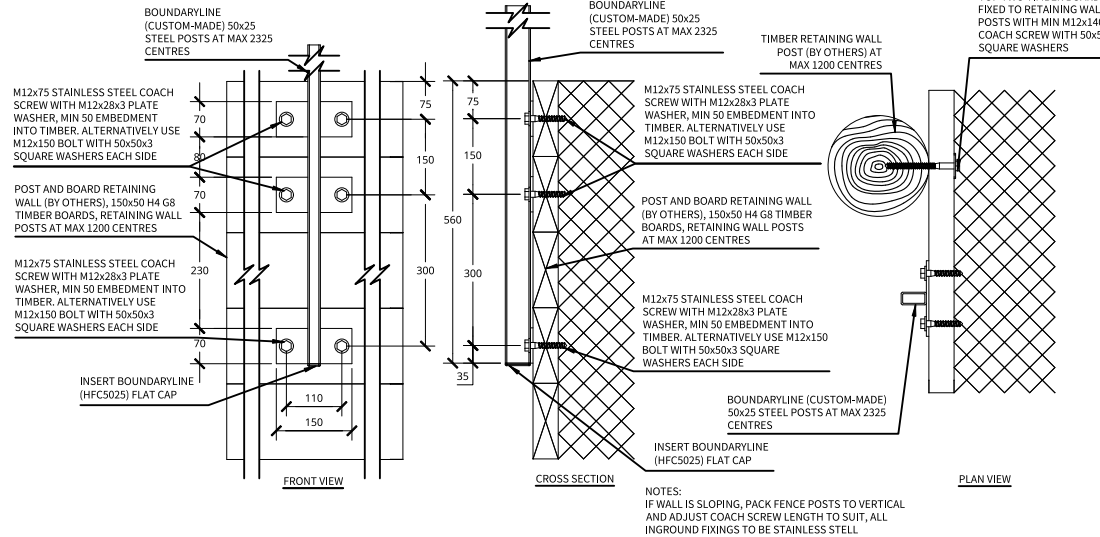 BOUNDARYLINE
(CUSTOM-MADE) 50x25
STEEL POSTS AT MAX 2325
CENTRES
M12x75 STAINLESS STEEL COACH
SCREW WITH M12x28x3 PLATE
WASHER, MIN 50 EMBEDMENT
INTO TIMBER. ALTERNATIVELY USE
M12x150 BOLT WITH 50x50x3
SQUARE WASHERS EACH SIDE
POST AND BOARD RETAINING
WALL (BY OTHERS), 150x50 H4 G8
TIMBER BOARDS, RETAINING WALL
POSTS AT MAX 1200 CENTRES
M12x75 STAINLESS STEEL COACH
SCREW WITH M12x28x3 PLATE
WASHER, MIN 50 EMBEDMENT INTO
TIMBER. ALTERNATIVELY USE
M12x150 BOLT WITH 50x50x3
SQUARE WASHERS EACH SIDE
INSERT BOUNDARYLINE
(HFC5025) FLAT CAP
70
80
70
230
70
110
150
75
150
300
FRONT VIEW
BOUNDARYLINE
(CUSTOM-MADE) 50x25
STEEL POSTS AT MAX 2325
CENTRES
560
75
150
300
35
M12x75 STAINLESS STEEL COACH
SCREW WITH M12x28x3 PLATE
WASHER, MIN 50 EMBEDMENT INTO
TIMBER. ALTERNATIVELY USE
M12x150 BOLT WITH 50x50x3
SQUARE WASHERS EACH SIDE
POST AND BOARD RETAINING WALL
(BY OTHERS), 150x50 H4 G8 TIMBER
BOARDS, RETAINING WALL POSTS
AT MAX 1200 CENTRES
M12x75 STAINLESS STEEL COACH
SCREW WITH M12x28x3 PLATE
WASHER, MIN 50 EMBEDMENT INTO
TIMBER. ALTERNATIVELY USE M12x150
BOLT WITH 50x50x3 SQUARE
WASHERS EACH SIDE
INSERT BOUNDARYLINE
(HFC5025) FLAT CAP
CROSS SECTION
NOTES:
IF WALL IS SLOPING, PACK FENCE POSTS TO VERTICAL
AND ADJUST COACH SCREW LENGTH TO SUIT, ALL
INGROUND FIXINGS TO BE STAINLESS STELL
TIMBER RETAINING WALL
POST (BY OTHERS) AT
MAX 1200 CENTRES
FIXED TO RETAINING
POSTS WITH MIN
COACH SCREW WITH
SQUARE WASHERS
BOUNDARYLINE (CUSTOM-MADE)
50x25 STEEL POSTS AT MAX 2325
CENTRES
PLAN VIEW